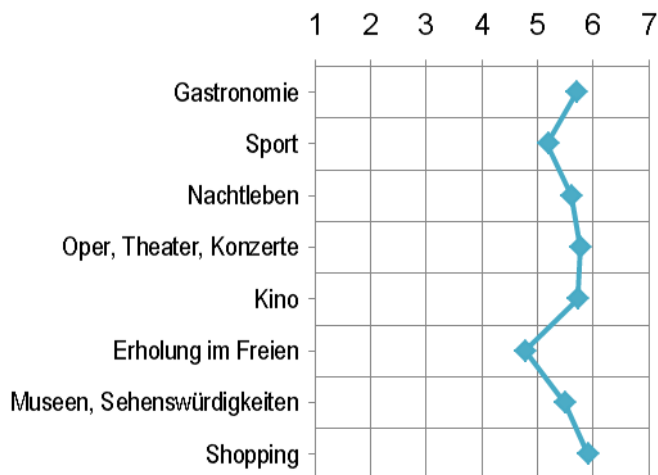 1 2 3 4 5 6 7
Gastronomie
Sport
Nachtleben
Oper, Theater, Konzerte
Kino
Erholung im Freien
Museen, Sehenswürdigkeiten
Shopping